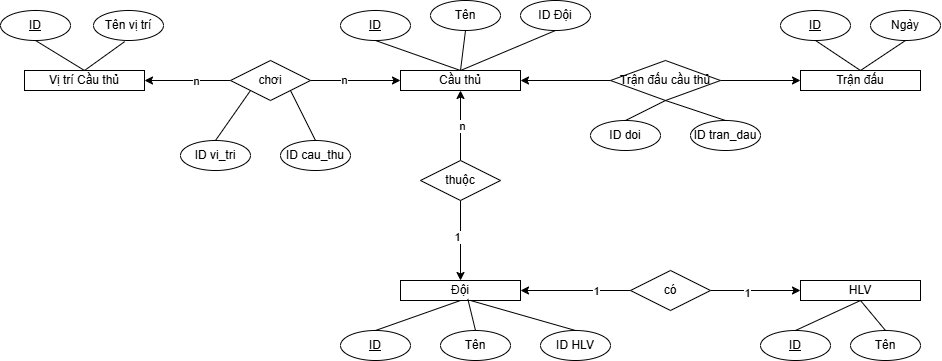 ID
Tên vị trí
ID
Tên
ID Đội
ID
Ngảy
Vị trí Cầu thủ
n
chơi
n
Cầu thủ
Trận đấu cầu thủ
Trận đấu
ID vi_tri
ID cau_thu
n
ID doi
ID tran_dau
thuộc
1
Đội
1
có
1
HLV
ID
Tên
ID HLV
ID
Tên